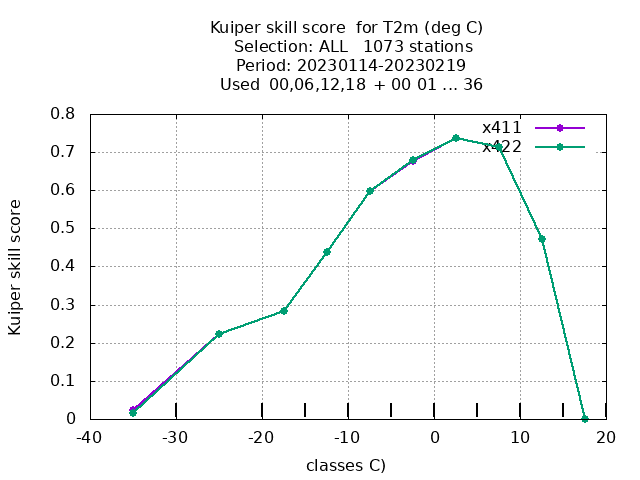 Kuiper skill score  for T2m (deg C)
Selection: ALL   1073 stations
Period: 20230114-20230219
Used  00,06,12,18  + 00 01 ... 36
Kuiper skill score
0.8
0.7
0.6
0.5
0.4
0.3
0.2
0.1
0
x411
x422
-40 -30 -20 -10 0 10 20
classes C)